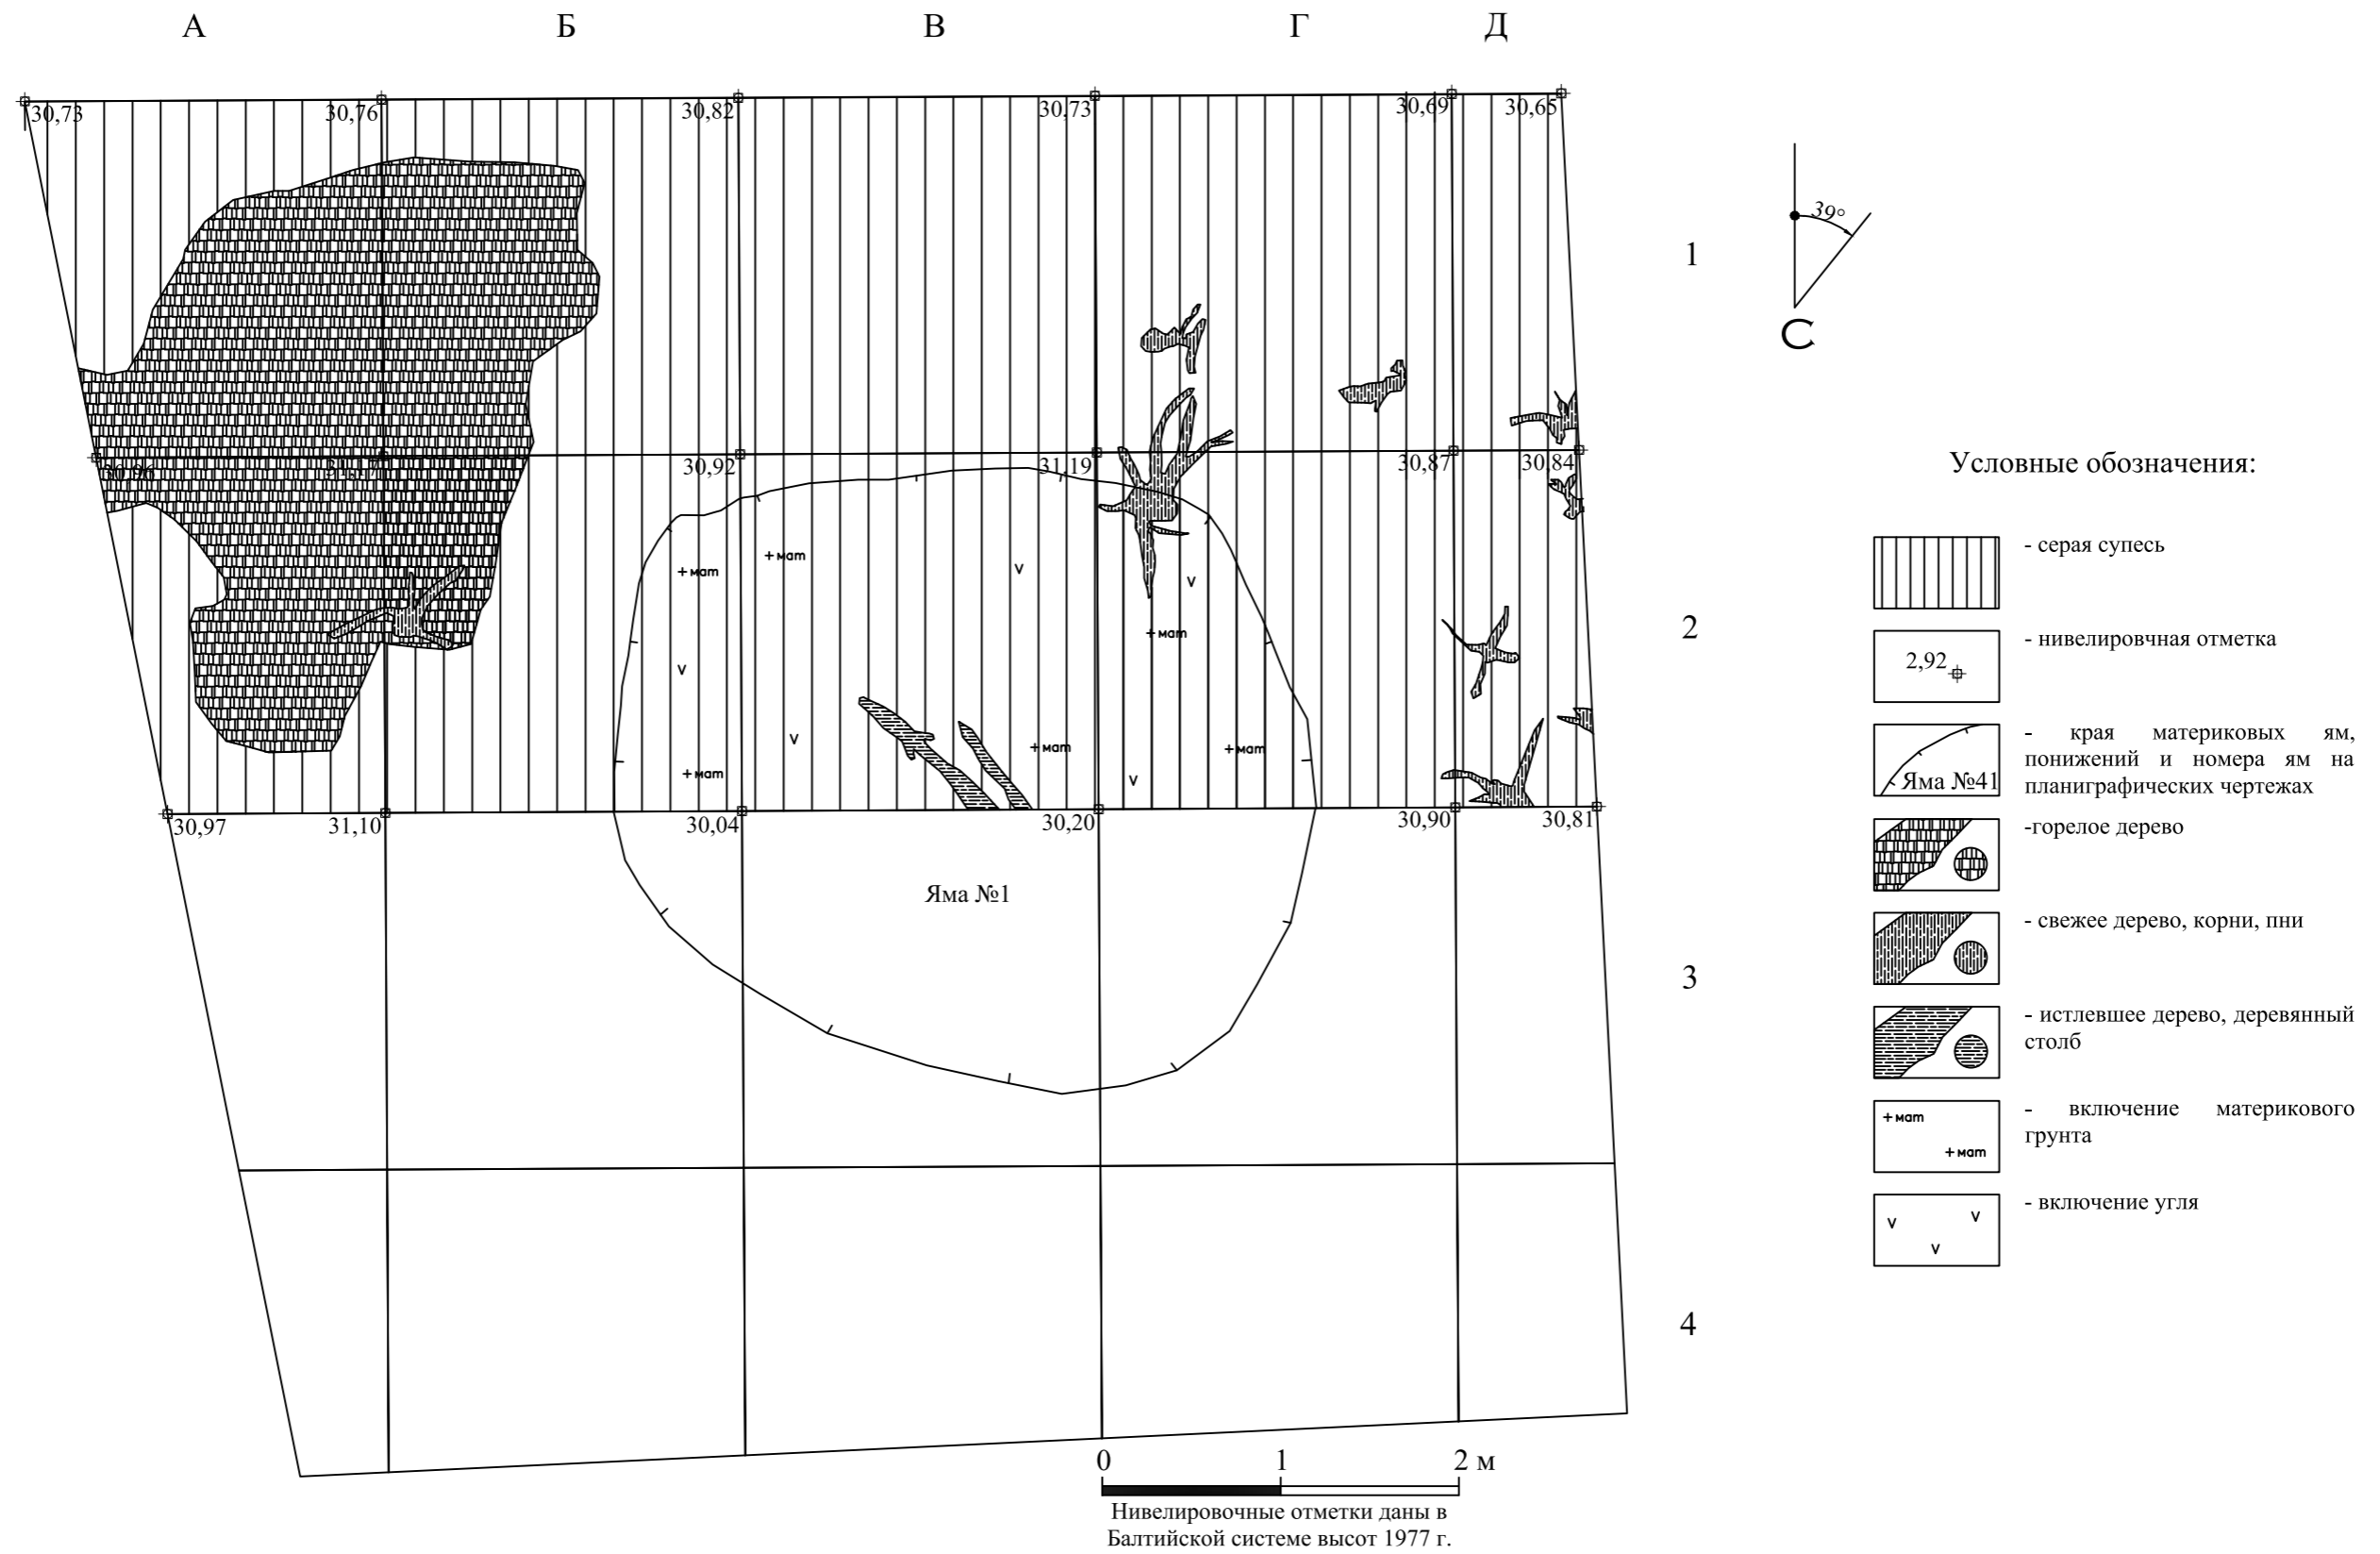 А Б В Г Д
30,73 30,76 30,82 30,73 30,69 30,65
39°
1
С
30,96 31,17 30,92 31,19 30,87 30,84
Условные обозначения:
- серая супесь
+мат +мат v v
2
+мат
- нивелировчная отметка
2,92
v
- края материковых ям,
понижений и номера ям на
планиграфических чертежах
Яма №41
v +мат +мат
+мат v
30,97 31,10 30,04 30,20 30,90 30,81
-горелое дерево
Яма №1
- свежее дерево, корни, пни
3
- истлевшее дерево, деревянный
столб
- включение материкового
грунта
+мат
+мат
- включение угля
v v
v
4
0 1 2 м
Нивелировочные отметки даны в
Балтийской системе высот 1977 г.